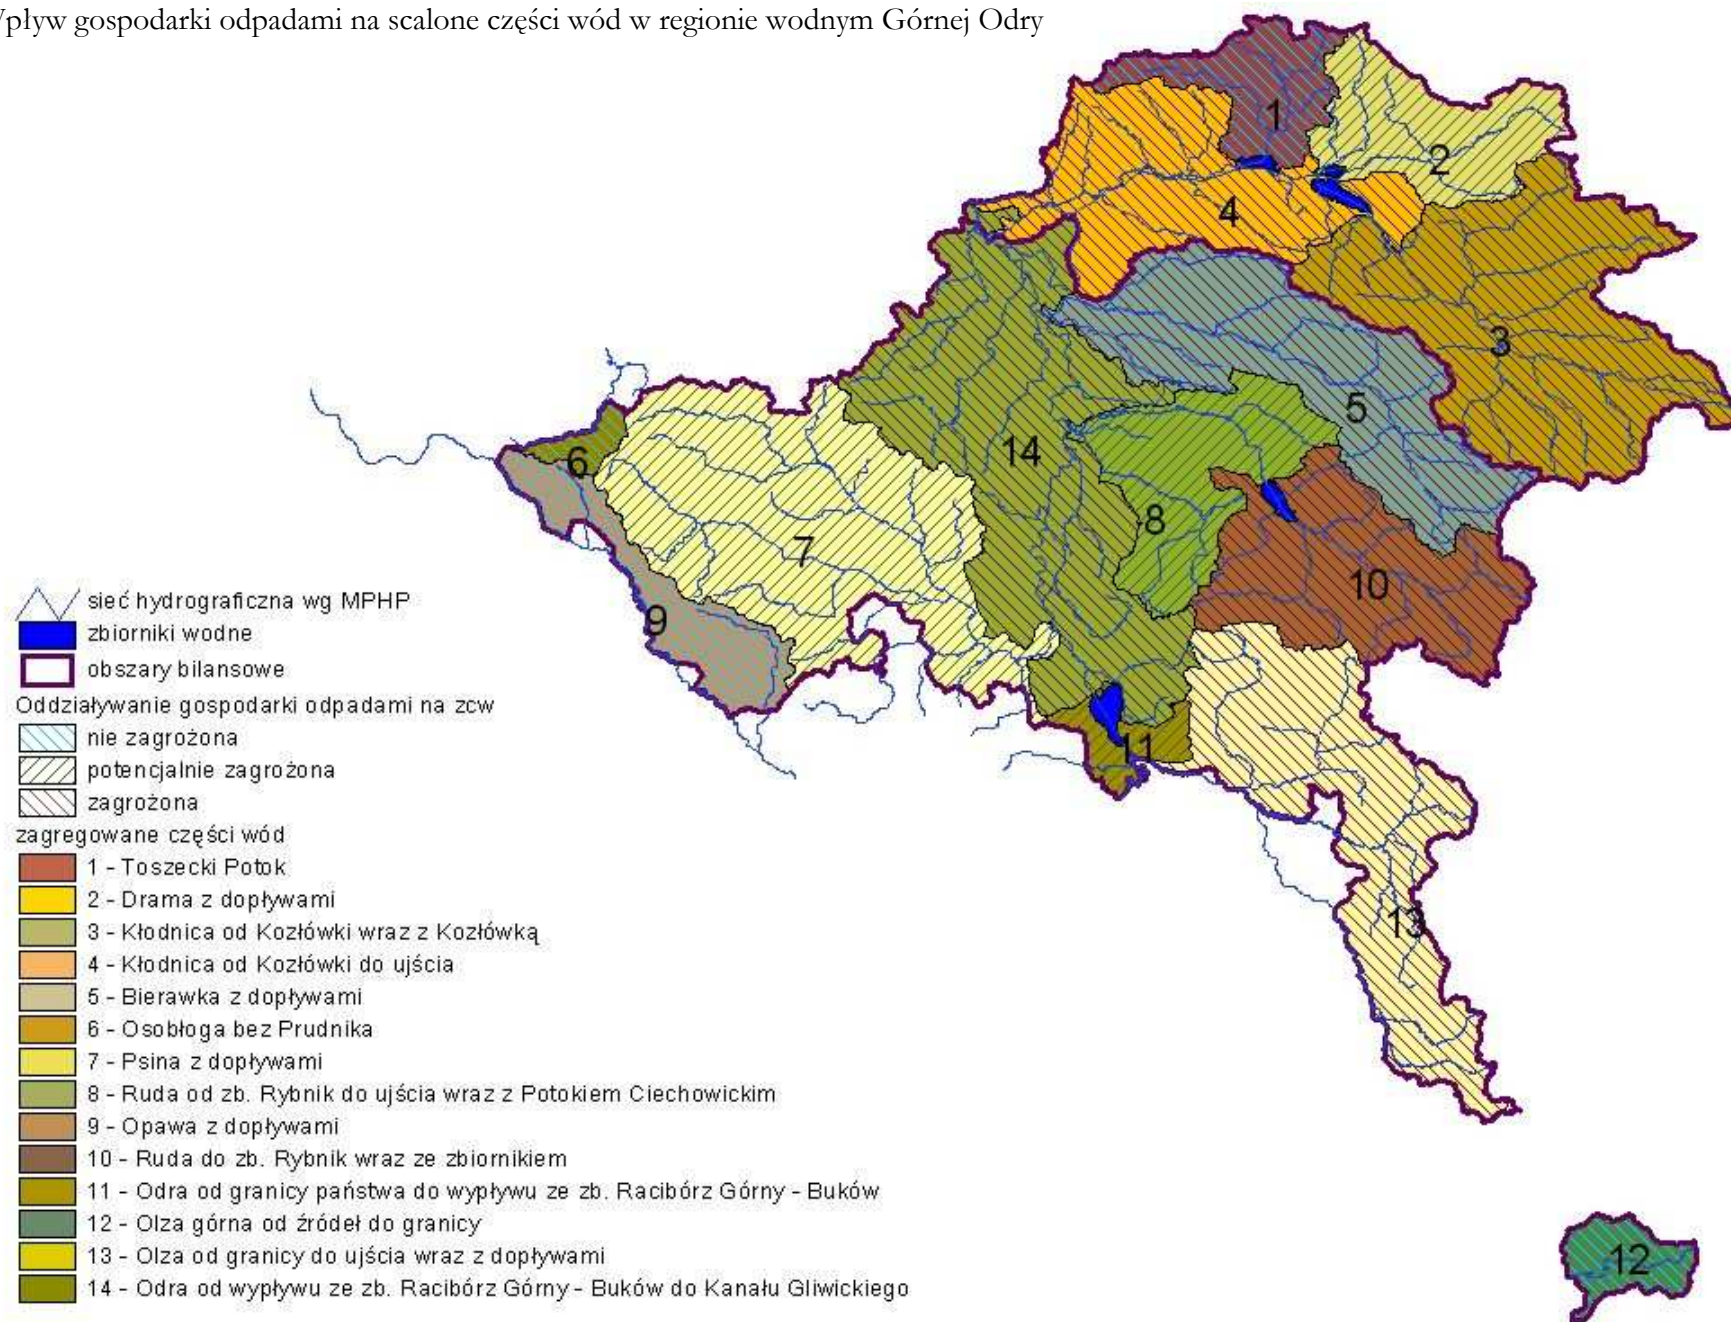 Wpływ gospodarki odpadami na scalone części wód w regionie wodnym Górnej Odry
1
2
4
3
5
14
6
8
7
10
9
11
13
12
sieć hydrograficzna wg MPHP
zbiorniki wodne
obszary bilansowe
Oddziaływanie gospodarki odpadami na zcw
nie zagrożona
potencjalnie zagrożona
zagrożona
zagregowane części wód
1 - Toszecki Potok
2 - Drama z dopływami
3 - Kłodnica od Kozłówki wraz z Kozłówką
4 - Kłodnica od Kozłówki do ujścia
5 - Bierawka z dopływami
6 - Osobłoga bez Prudnika
7 - Psina z dopływami
8 - Ruda od zb. Rybnik do ujścia wraz z Potokiem Ciechowickim
9 - Opawa z dopływami
10 - Ruda do zb. Rybnik wraz ze zbiornikiem
11 - Odra od granicy państwa do wypływu ze zb. Racibórz Górny - Buków
12 - Olza górna od źródeł do granicy
13 - Olza od granicy do ujścia wraz z dopływami
14 - Odra od wypływu ze zb. Racibórz Górny - Buków do Kanału Gliwickiego